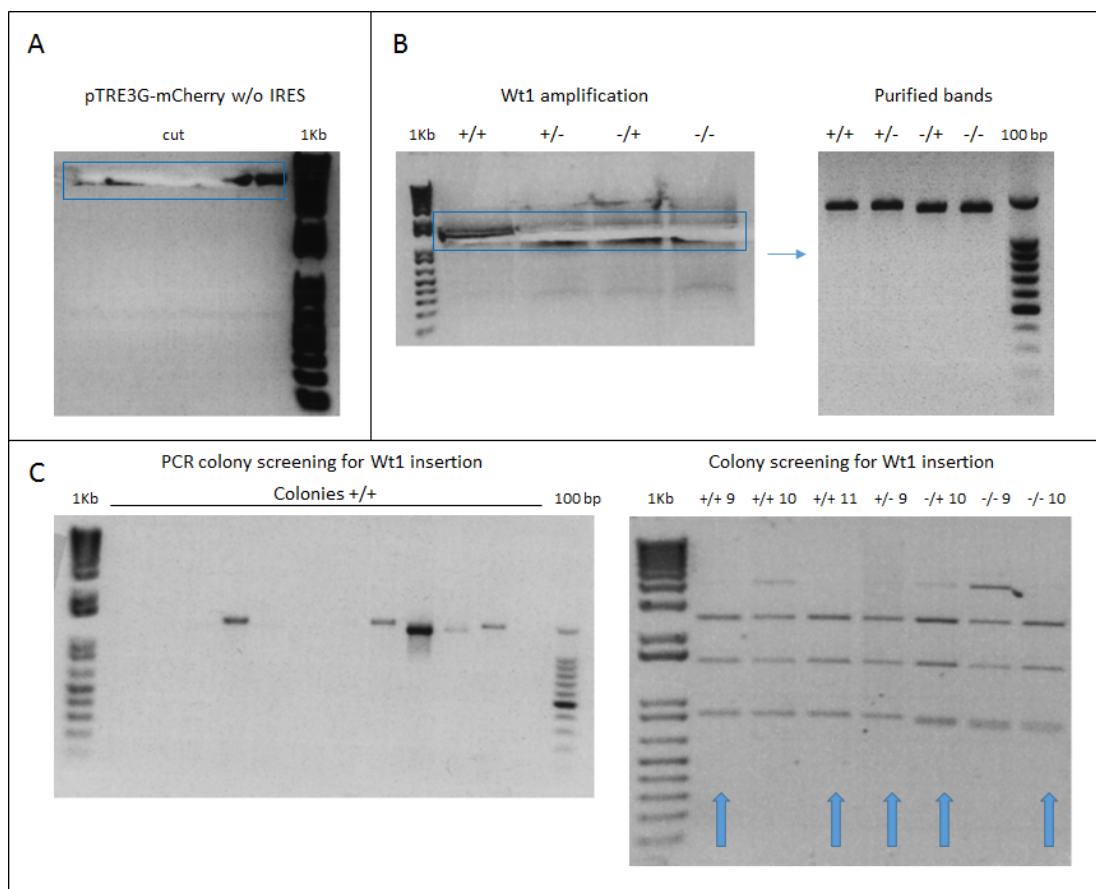 A
pTRE3G-mCherry w/o IRES
cut 1Kb
B
Wt1 amplification
1Kb +/+ +/- -/+ -/-
Purified bands
+/+ +/- -/+ -/- 100 bp
C
PCR colony screening for Wt1 insertion
1Kb Colonies +/+ 100 bp
Colony screening for Wt1 insertion
1Kb +/+ 9 +/+ 10 +/+ 11 +/- 9 -/+ 10 -/- 9 -/- 10